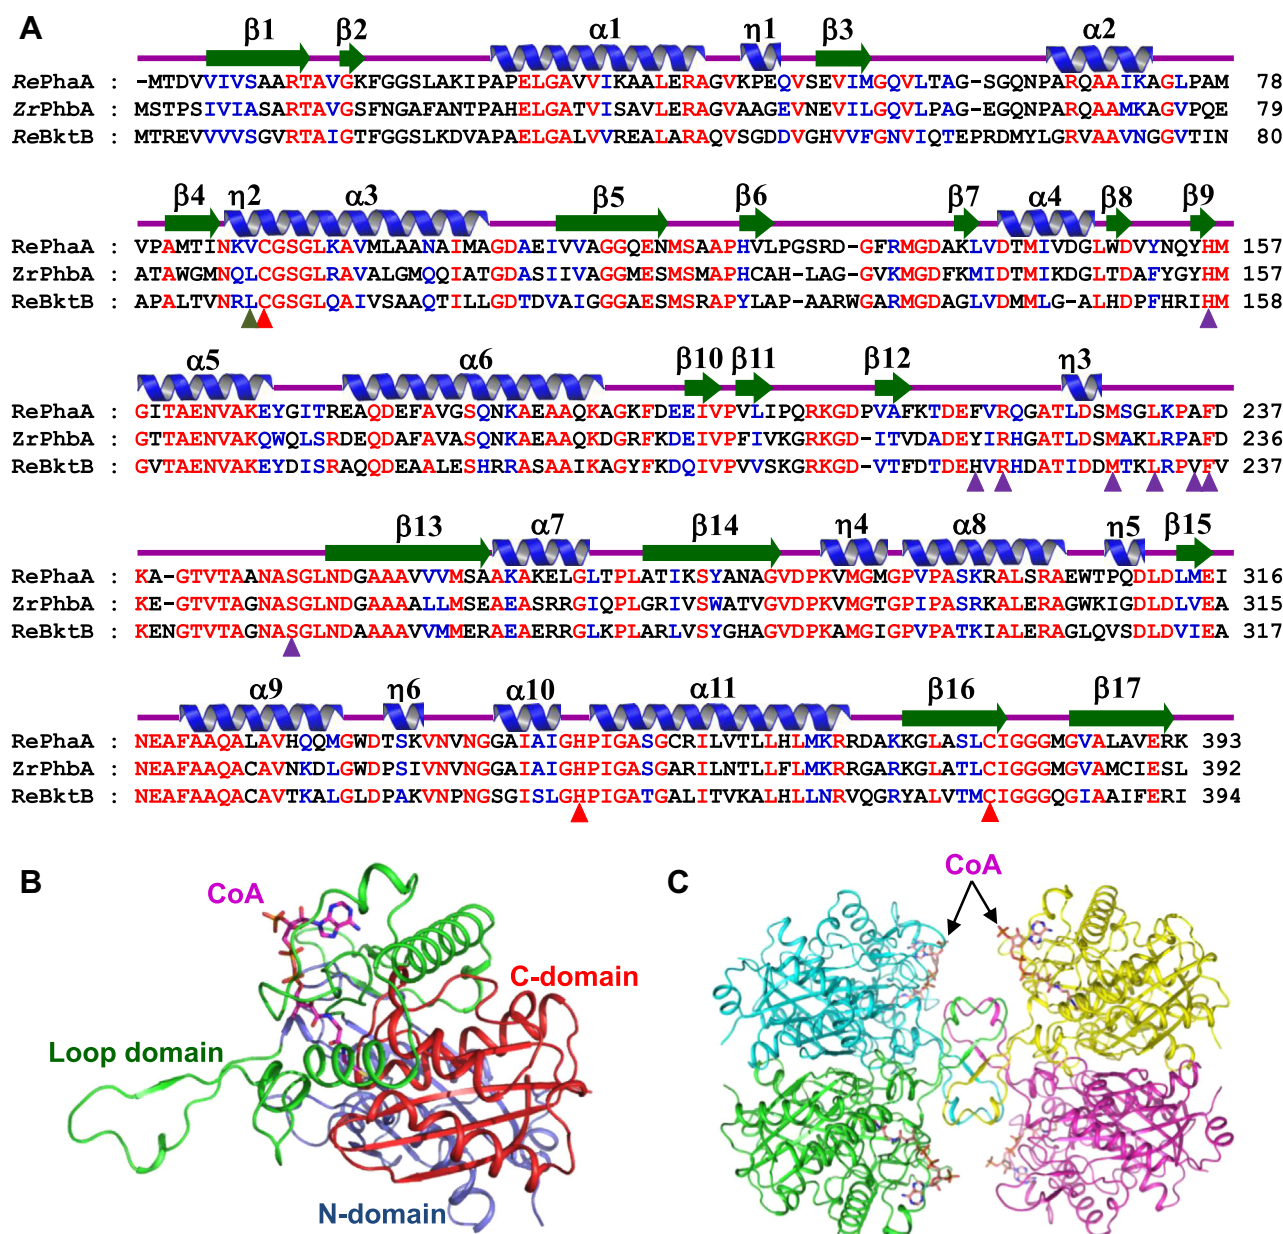 A
β1 β2 α1 η1 β3 α2
RePhaA : -MTDVVIVSAARTAVGKFGGSLAKIPAPELGAVVIKAALERAGVKPEQVSEVIMGQVLTAG-SGQNPARQAAIKAGLPAM 78
ZrPhbA : MSTPSIVIASARTAVGSFNGAFANTPAHELGATVISAVLERAGVAAGEVNEVILGQVLPAG-EGQNPARQAAMKAGVPQE 79
ReBktB : MTREVVVVSGVRTAIGTFGGSLKDVAPAELGALVVREALARAQVSGDDVGHVVFGNVIQTEPRDMYLGRVAAVNGGVTIN 80
β4 η2 α3 β5 β6 β7 α4 β8 β9
RePhaA : VPAMTINKVCGSGLKAVMLAANAIMAGDAEIVVAGGQENMSAAPHVLPGSRD-GFRMGDAKLVDTMIVDGLWDVYNQYHM 157
ZrPhbA : ATAWGMNQLCGSGLRAVALGMQQIATGDASIIVAGGMESMSMAPHCAH-LAG-GVKMGDFKMIDTMIKDGLTDAFYGYHM 157
ReBktB : APALTVNRLCGSGLQAIVSAAQTILLGDTDVAIGGGAESMSRAPYLAP-AARWGARMGDAGLVDMMLG-ALHDPFHRIHM 158
α5 α6 β10 β11 β12 η3
RePhaA : GITAENVAKEYGITREAQDEFAVGSQNKAEAAQKAGKFDEEIVPVLIPQRKGDPVAFKTDEFVRQGATLDSMSGLKPAFD 237
ZrPhbA : GTTAENVAKQWQLSRDEQDAFAVASQNKAEAAQKDGRFKDEIVPFIVKGRKGD-ITVDADEYIRHGATLDSMAKLRPAFD 236
ReBktB : GVTAENVAKEYDISRAQQDEAALESHRRASAAIKAGYFKDQIVPVVSKGRKGD-VTFDTDEHVRHDATIDDMTKLRPVFV 237
β13 α7 β14 η4 α8 η5 β15
RePhaA : KA-GTVTAANASGLNDGAAAVVVMSAAKAKELGLTPLATIKSYANAGVDPKVMGMGPVPASKRALSRAEWTPQDLDLMEI 316
ZrPhbA : KE-GTVTAGNASGLNDGAAAALLMSEAEASRRGIQPLGRIVSWATVGVDPKVMGTGPIPASRKALERAGWKIGDLDLVEA 315
ReBktB : KENGTVTAGNASGLNDAAAAVVMMERAEAERRGLKPLARLVSYGHAGVDPKAMGIGPVPATKIALERAGLQVSDLDVIEA 317
α9 η6 α10 α11 β16 β17
RePhaA : NEAFAAQALAVHQQMGWDTSKVNVNGGAIAIGHPIGASGCRILVTLLHLMKRRDAKKGLASLCIGGGMGVALAVERK 393
ZrPhbA : NEAFAAQACAVNKDLGWDPSIVNVNGGAIAIGHPIGASGARILNTLLFLMKRRGARKGLATLCIGGGMGVAMCIESL 392
ReBktB : NEAFAAQACAVTKALGLDPAKVNPNGSGISLGHPIGATGALITVKALHLLNRVQGRYALVTMCIGGGQGIAAIFERI 394
B
CoA
C-domain
Loop domain
N-domain
C
CoA